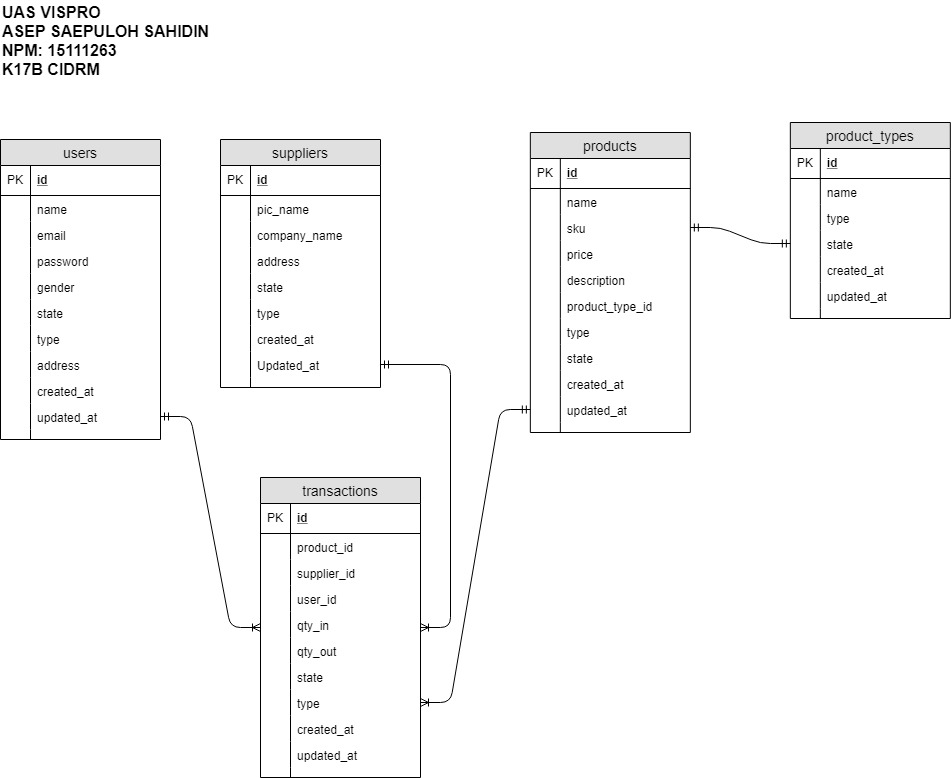 UAS VISPRO
ASEP SAEPULOH SAHIDIN
NPM: 15111263
K17B CIDRM
users
PK id
name
email
password
gender
state
type
address
created_at
updated_at
suppliers
PK id
pic_name
company_name
address
state
type
created_at
Updated_at
products
PK id
name
sku
price
description
product_type_id
type
state
created_at
updated_at
product_types
PK id
name
type
state
created_at
updated_at
transactions
PK id
product_id
supplier_id
user_id
qty_in
qty_out
state
type
created_at
updated_at